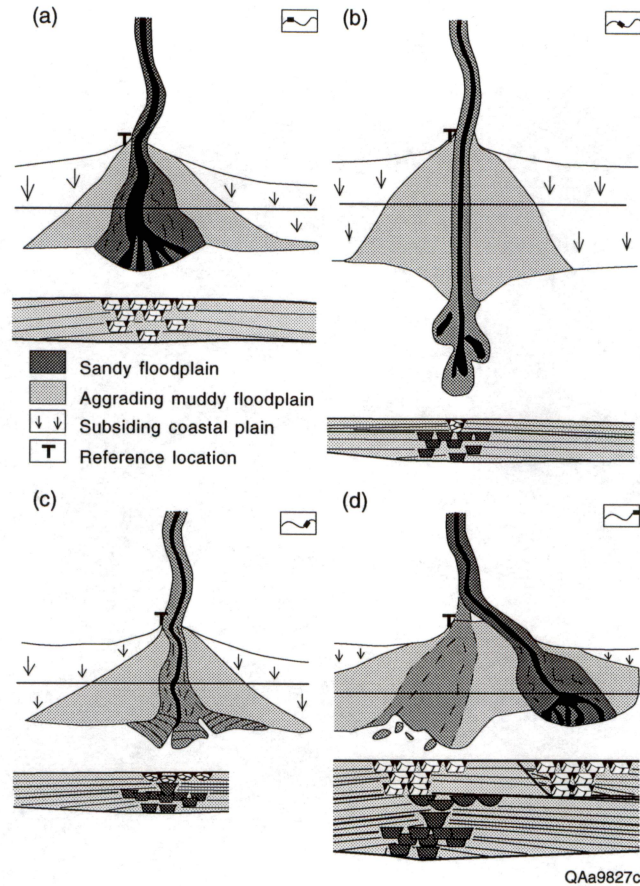 (a)
(b)
T
T
Sandy floodplain
Aggrading muddy floodplain
Subsiding coastal plain
T Reference location
(c)
(d)
T
T
QAa9827c